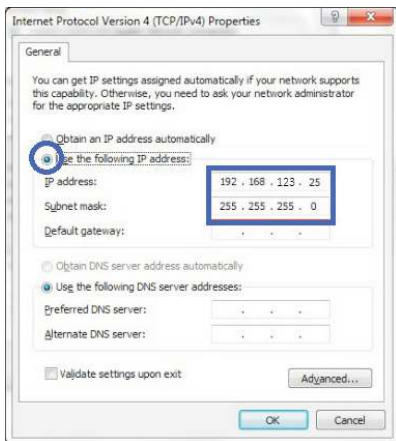 Internet Protocol Version 4 (TCP/IPv4) Properties
General
You can get IP settings assigned automatically if your network supports
this capability. Otherwise, you need to ask your network administrator
for the appropriate IP settings.
Obtain an IP address automatically
Use the following IP address:
IP address: 192 . 168 . 123 . 25
Subnet mask: 255 . 255 . 255 . 0
Default gateway: . . .
Obtain DNS server address automatically
Use the following DNS server addresses:
Preferred DNS server: . . .
Alternate DNS server: . . .
Validate settings upon exit
Advanced...
OK Cancel